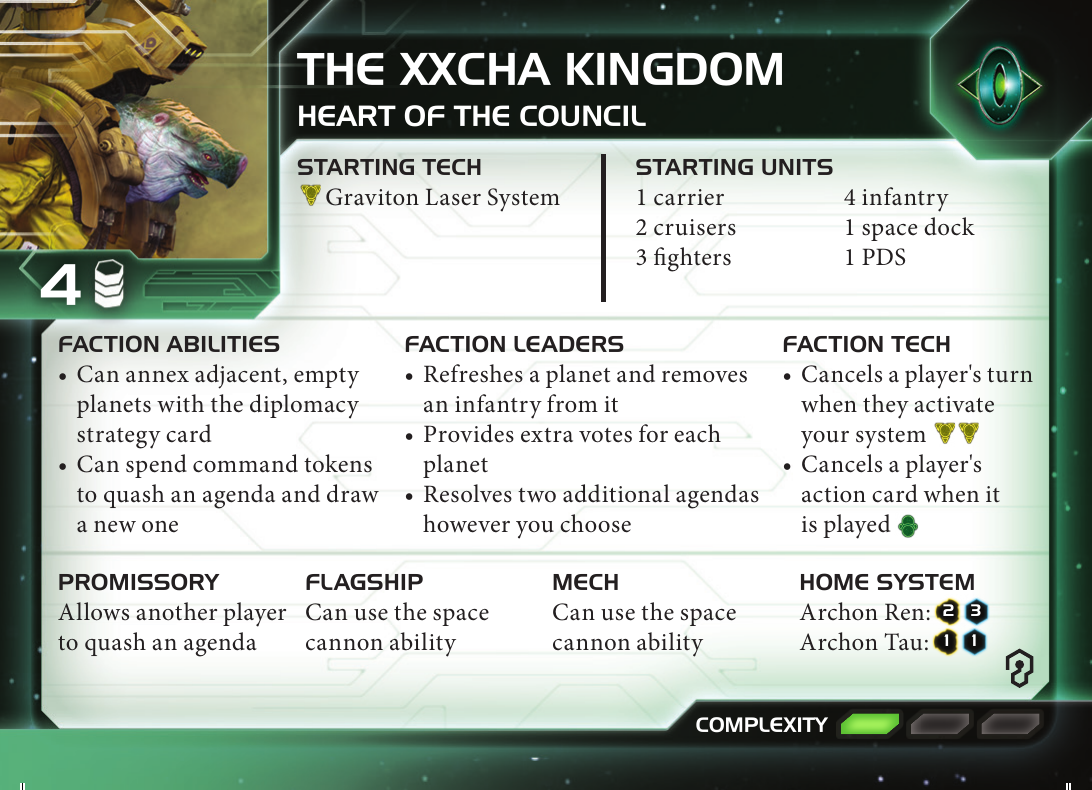 THE XXCHA KINGDOM
HEART OF THE COUNCIL
4
STARTING TECH
Graviton Laser System
STARTING UNITS
1 carrier
2 cruisers
3 fighters
4 infantry
1 space dock
1 PDS
FACTION ABILITIES
• Can annex adjacent, empty
planets with the diplomacy
strategy card
• Can spend command tokens
to quash an agenda and draw
a new one
FACTION LEADERS
• Refreshes a planet and removes
an infantry from it
• Provides extra votes for each
planet
• Resolves two additional agendas
however you choose
FACTION TECH
• Cancels a player's turn
when they activate
your system
• Cancels a player's
action card when it
is played
PROMISSORY
Allows another player
to quash an agenda
FLAGSHIP
Can use the space
cannon ability
MECH
Can use the space
cannon ability
HOME SYSTEM
Archon Ren: 2 3
Archon Tau: 1 1
COMPLEXITY